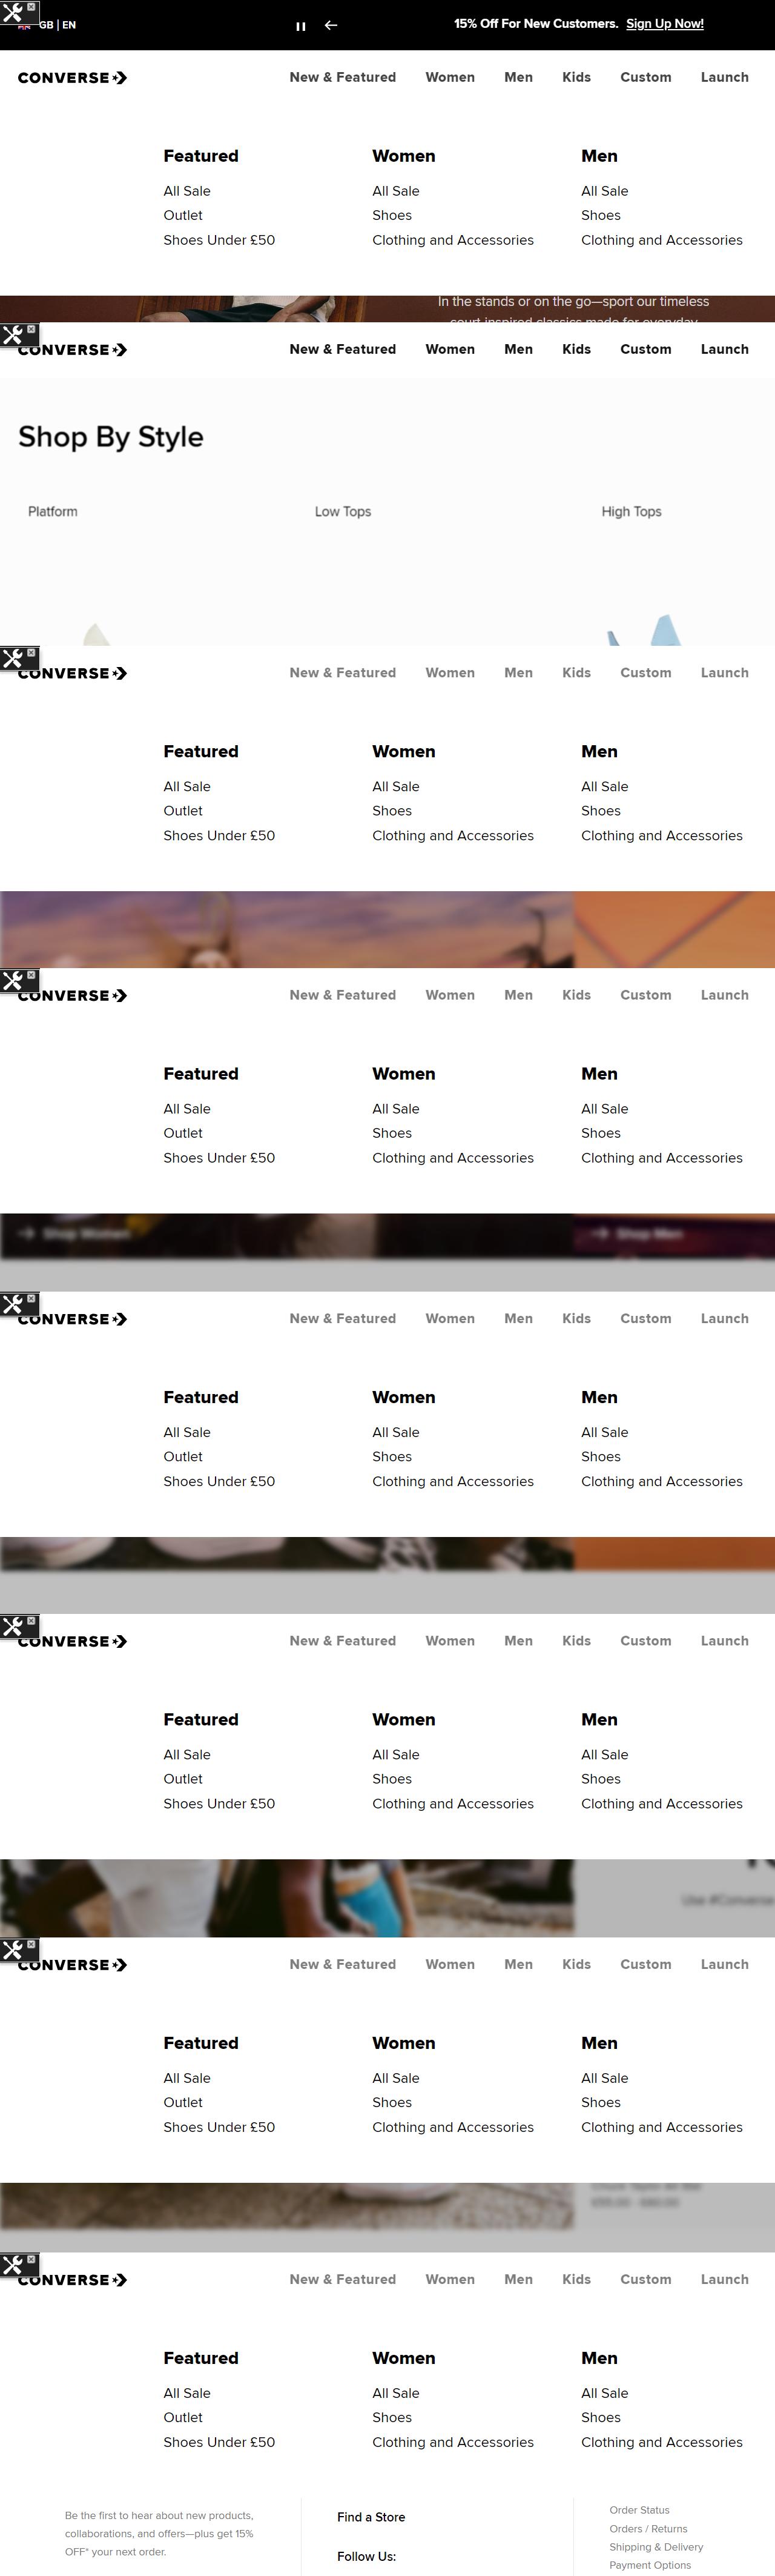 GB | EN
15% Off For New Customers. Sign Up Now!
CONVERSE
New & Featured Women Men Kids Custom Launch
Featured Women Men
All Sale All Sale All Sale
Outlet Shoes Shoes
Shoes Under £50 Clothing and Accessories Clothing and Accessories
In the stands or on the go—sport our timeless
court-inspired classics made for everyday
CONVERSE
New & Featured Women Men Kids Custom Launch
Shop By Style
Platform Low Tops High Tops
CONVERSE
New & Featured Women Men Kids Custom Launch
Featured Women Men
All Sale All Sale All Sale
Outlet Shoes Shoes
Shoes Under £50 Clothing and Accessories Clothing and Accessories
CONVERSE
New & Featured Women Men Kids Custom Launch
Featured Women Men
All Sale All Sale All Sale
Outlet Shoes Shoes
Shoes Under £50 Clothing and Accessories Clothing and Accessories
Shop Women Shop Men
CONVERSE
New & Featured Women Men Kids Custom Launch
Featured Women Men
All Sale All Sale All Sale
Outlet Shoes Shoes
Shoes Under £50 Clothing and Accessories Clothing and Accessories
CONVERSE
New & Featured Women Men Kids Custom Launch
Featured Women Men
All Sale All Sale All Sale
Outlet Shoes Shoes
Shoes Under £50 Clothing and Accessories Clothing and Accessories
Use #Converse
CONVERSE
New & Featured Women Men Kids Custom Launch
Featured Women Men
All Sale All Sale All Sale
Outlet Shoes Shoes
Shoes Under £50 Clothing and Accessories Clothing and Accessories
CONVERSE
New & Featured Women Men Kids Custom Launch
Featured Women Men
All Sale All Sale All Sale
Outlet Shoes Shoes
Shoes Under £50 Clothing and Accessories Clothing and Accessories
Be the first to hear about new products,
collaborations, and offers—plus get 15%
OFF* your next order.
Find a Store
Follow Us:
Order Status
Orders / Returns
Shipping & Delivery
Payment Options